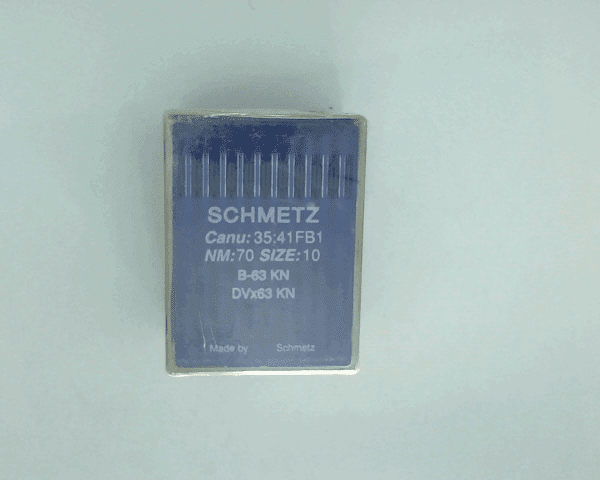 SCHMETZ
Canu: 35:41FB1
NM:70 SIZE:10
B-63 KN
DVx63 KN
Made by Schmetz